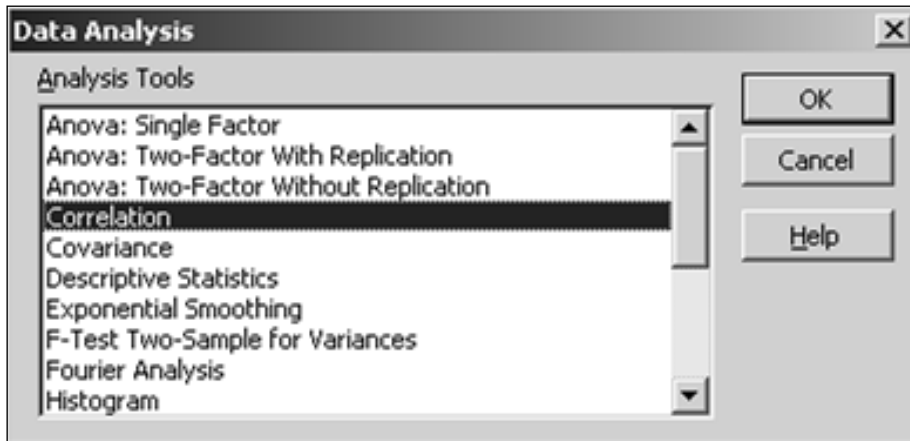 Data Analysis
Analysis Tools
Anova: Single Factor
Anova: Two-Factor With Replication
Anova: Two-Factor Without Replication
Correlation
Covariance
Descriptive Statistics
Exponential Smoothing
F-Test Two-Sample for Variances
Fourier Analysis
Histogram
OK
Cancel
Help